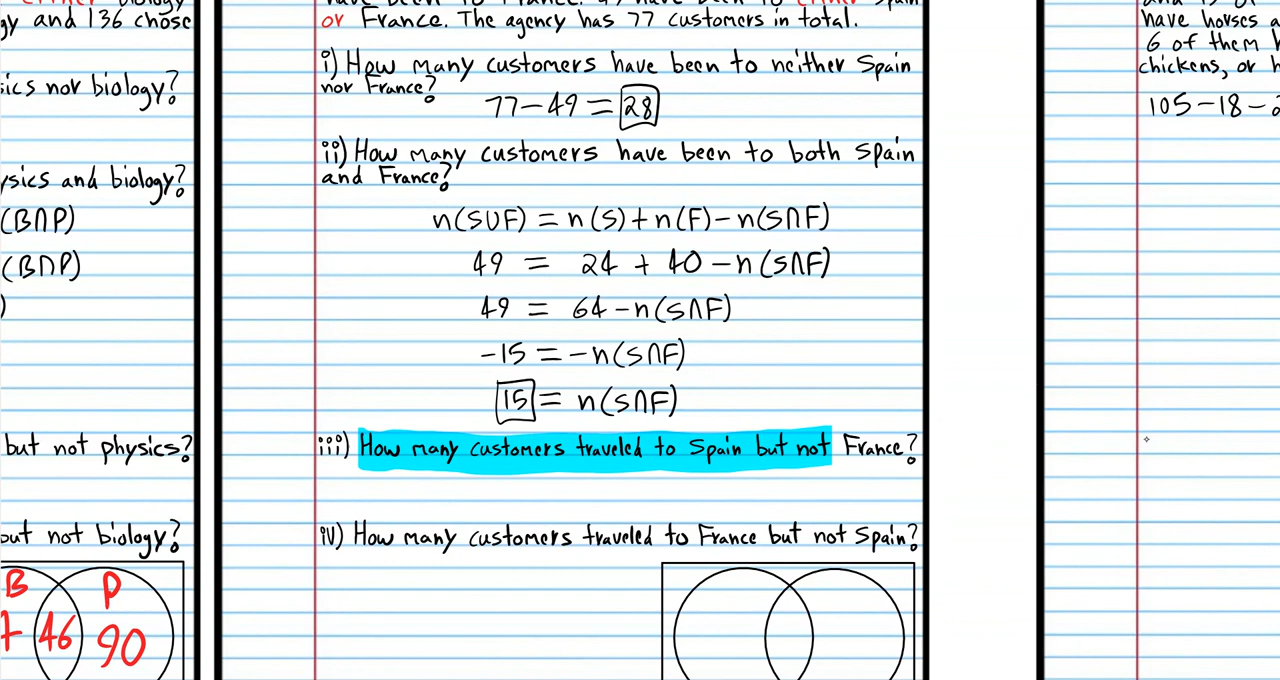 gy and 136 chose
ics nor biology?
sics and biology?
(B∩P)
(B∩P)
)
but not physics?
but not biology?
B P
46 90
or France. The agency has 77 customers in total.
i) How many customers have been to neither Spain
nor France?
77-49 = 28
ii) How many customers have been to both Spain
and France?
n(S∪F) = n(S)+n(F)-n(S∩F)
49 = 24 + 40 -n(S∩F)
49 = 64 -n(S∩F)
-15 = -n(S∩F)
15 = n(S∩F)
iii) How many customers traveled to Spain but not France?
iv) How many customers traveled to France but not Spain?
have horses a
6 of them
chickens, or h
105-18-2